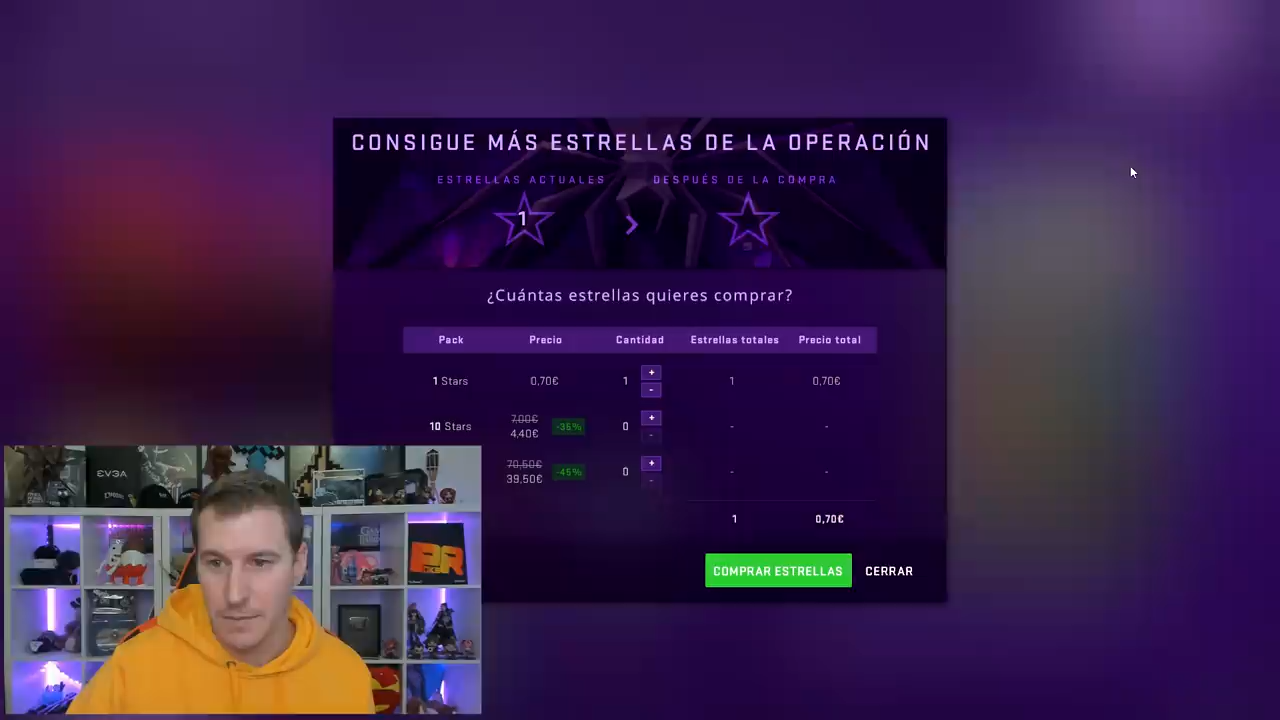 CONSIGUE MÁS ESTRELLAS DE LA OPERACIÓN
ESTRELLAS ACTUALES DESPUÉS DE LA COMPRA
1
¿Cuántas estrellas quieres comprar?
Pack Precio Cantidad Estrellas totales Precio total
1 Stars 0,70€ 1 + - 1 0,70€
7,00€
10 Stars 4,40€ -35% 0 + - - -
70,50€
39,50€ -45% 0 + - - -
1 0,70€
COMPRAR ESTRELLAS CERRAR
EVGA